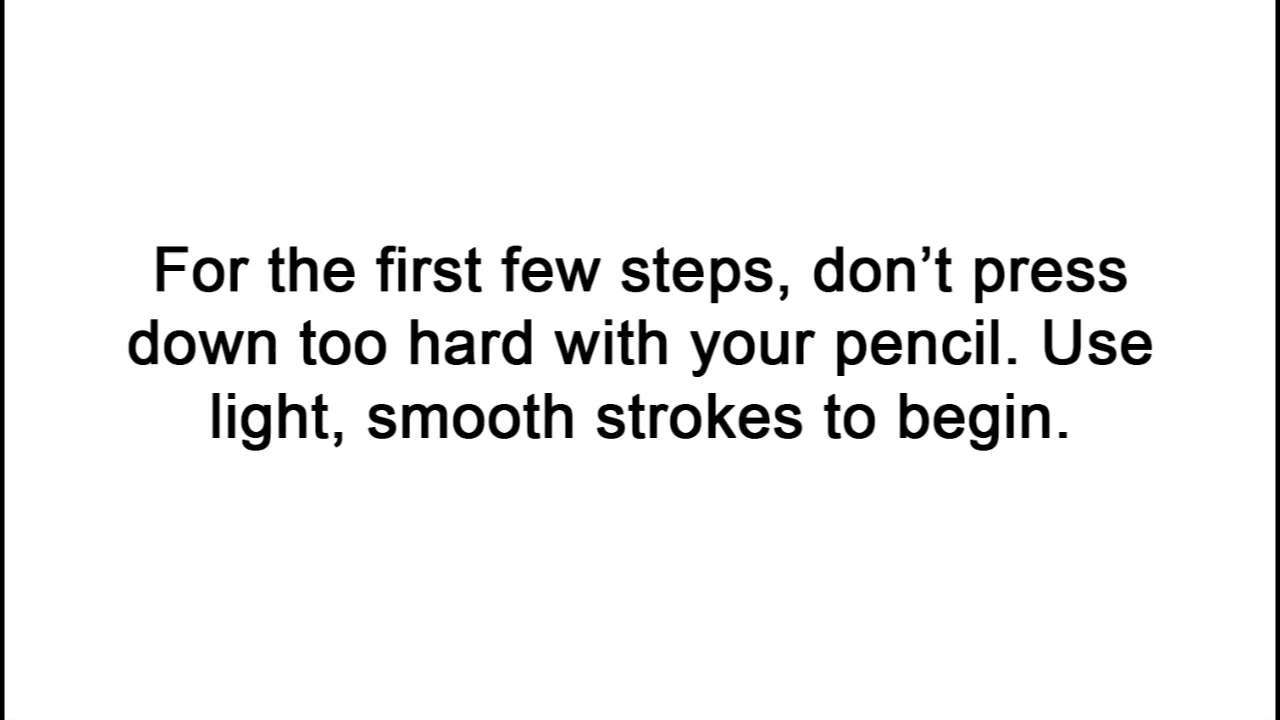 For the first few steps, don’t press
down too hard with your pencil. Use
light, smooth strokes to begin.